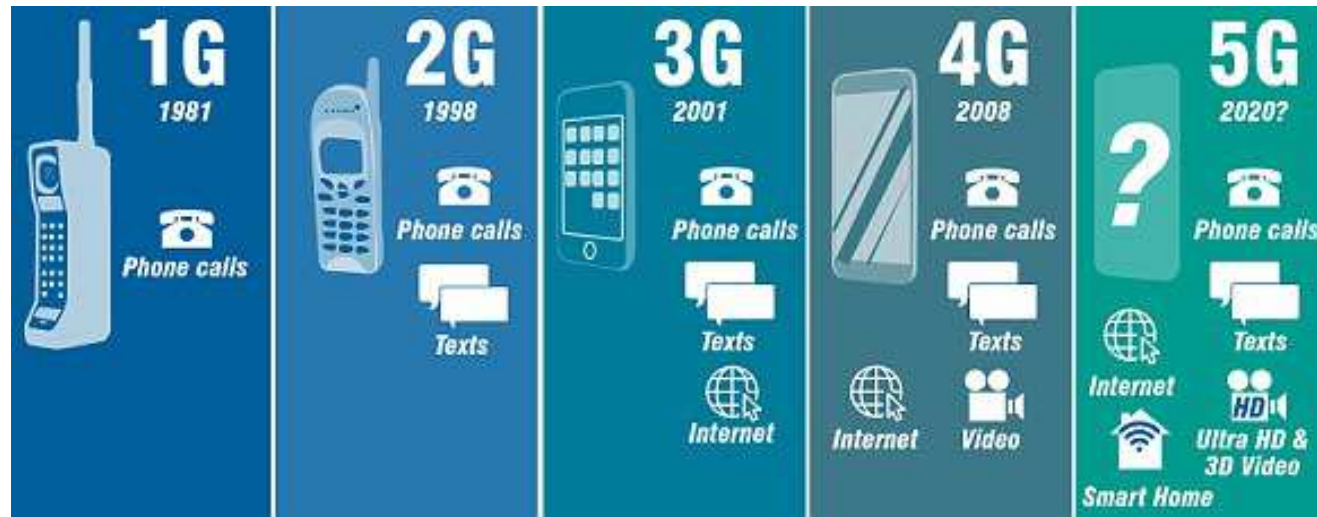 1G
1981
Phone calls
2G
1998
Phone calls
Texts
3G
2001
Phone calls
Texts
Internet
4G
2008
Phone calls
Texts
Internet
Video
5G
2020?
?
Phone calls
Texts
Internet
HD
Ultra HD &
3D Video
Smart Home